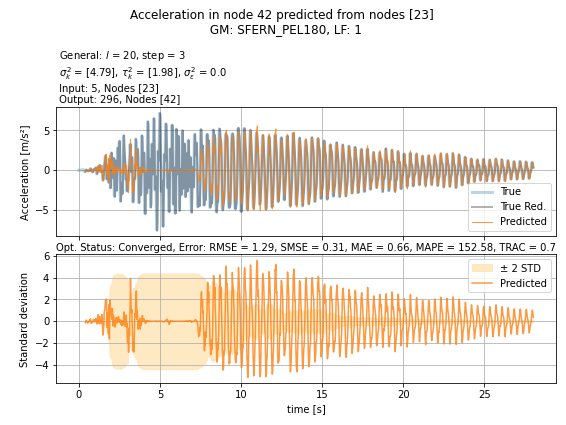 Acceleration in node 42 predicted from nodes [23]
GM: SFERN_PEL180, LF: 1
General: l = 20, step = 3
σ²ₖ = [4.79], τ²ₖ = [1.98], σ²ε = 0.0
Input: 5, Nodes [23]
Output: 296, Nodes [42]
Acceleration [m/s²]
5
0
−5
True
True Red.
Predicted
Opt. Status: Converged, Error: RMSE = 1.29, SMSE = 0.31, MAE = 0.66, MAPE = 152.58, TRAC = 0.7
Standard deviation
6
4
2
0
−2
−4
± 2 STD
Predicted
0 5 10 15 20 25
time [s]